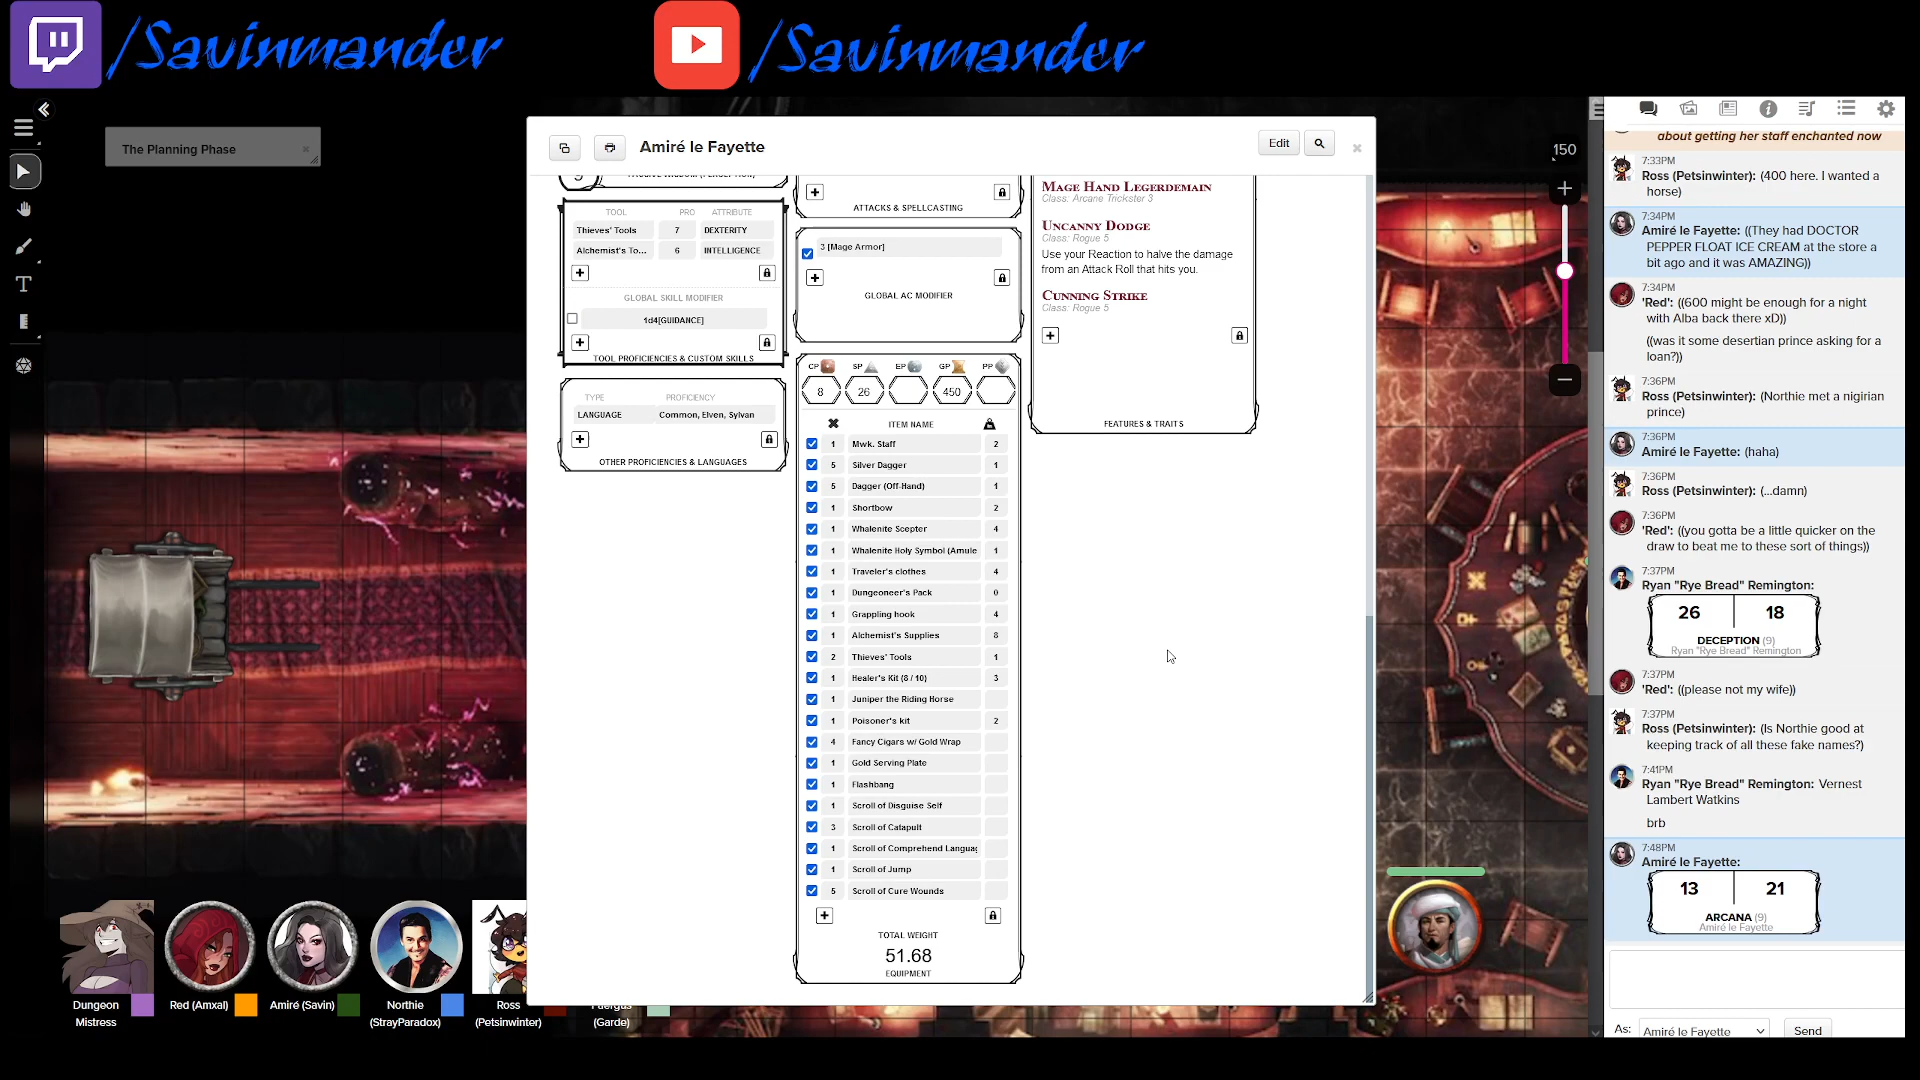 /Savinmander
/Savinmander
The Planning Phase
Amiré le Fayette
Edit
150
PASSIVE WISDOM (PERCEPTION)
TOOL PRO ATTRIBUTE
Thieves' Tools 7 DEXTERITY
Alchemist's To... 6 INTELLIGENCE
GLOBAL SKILL MODIFIER
1d4[GUIDANCE]
TOOL PROFICIENCIES & CUSTOM SKILLS
TYPE PROFICIENCY
LANGUAGE Common, Elven, Sylvan
OTHER PROFICIENCIES & LANGUAGES
ATTACKS & SPELLCASTING
3 [Mage Armor]
GLOBAL AC MODIFIER
CP SP EP GP PP
8 26 450
ITEM NAME
1 Mwk. Staff 2
5 Silver Dagger 1
5 Dagger (Off-Hand) 1
1 Shortbow 2
1 Whalenite Scepter 4
1 Whalenite Holy Symbol (Amule 1
1 Traveler's clothes 4
1 Dungeoneer's Pack 0
1 Grappling hook 4
1 Alchemist's Supplies 8
2 Thieves' Tools 1
1 Healer's Kit (8 / 10) 3
1 Juniper the Riding Horse
1 Poisoner's kit 2
4 Fancy Cigars w/ Gold Wrap
1 Gold Serving Plate
1 Flashbang
1 Scroll of Disguise Self
3 Scroll of Catapult
1 Scroll of Comprehend Languag
1 Scroll of Jump
5 Scroll of Cure Wounds
TOTAL WEIGHT
51.68
EQUIPMENT
MAGE HAND LEGERDEMAIN
Class: Arcane Trickster 3
UNCANNY DODGE
Class: Rogue 5
Use your Reaction to halve the damage
from an Attack Roll that hits you.
CUNNING STRIKE
Class: Rogue 5
FEATURES & TRAITS
about getting her staff enchanted now
7:33PM
Ross (Petsinwinter): (400 here. I wanted a
horse)
7:34PM
Amiré le Fayette: ((They had DOCTOR
PEPPER FLOAT ICE CREAM at the store a
bit ago and it was AMAZING))
7:34PM
'Red': ((600 might be enough for a night
with Alba back there xD))
((was it some desertian prince asking for a
loan?))
7:36PM
Ross (Petsinwinter): (Northie met a nigirian
prince)
7:36PM
Amiré le Fayette: (haha)
7:36PM
Ross (Petsinwinter): (...damn)
7:36PM
'Red': ((you gotta be a little quicker on the
draw to beat me to these sort of things))
7:37PM
Ryan "Rye Bread" Remington:
26 18
DECEPTION (9)
Ryan "Rye Bread" Remington
7:37PM
'Red': ((please not my wife))
7:37PM
Ross (Petsinwinter): (Is Northie good at
keeping track of all these fake names?)
7:41PM
Ryan "Rye Bread" Remington: Vernest
Lambert Watkins
brb
7:48PM
Amiré le Fayette:
13 21
ARCANA (9)
Amiré le Fayette
As: Amiré le Fayette Send
Dungeon
Mistress
Red (Amxal)
Amiré (Savin)
Northie
(StrayParadox)
Ross
(Petsinwinter)
(Garde)